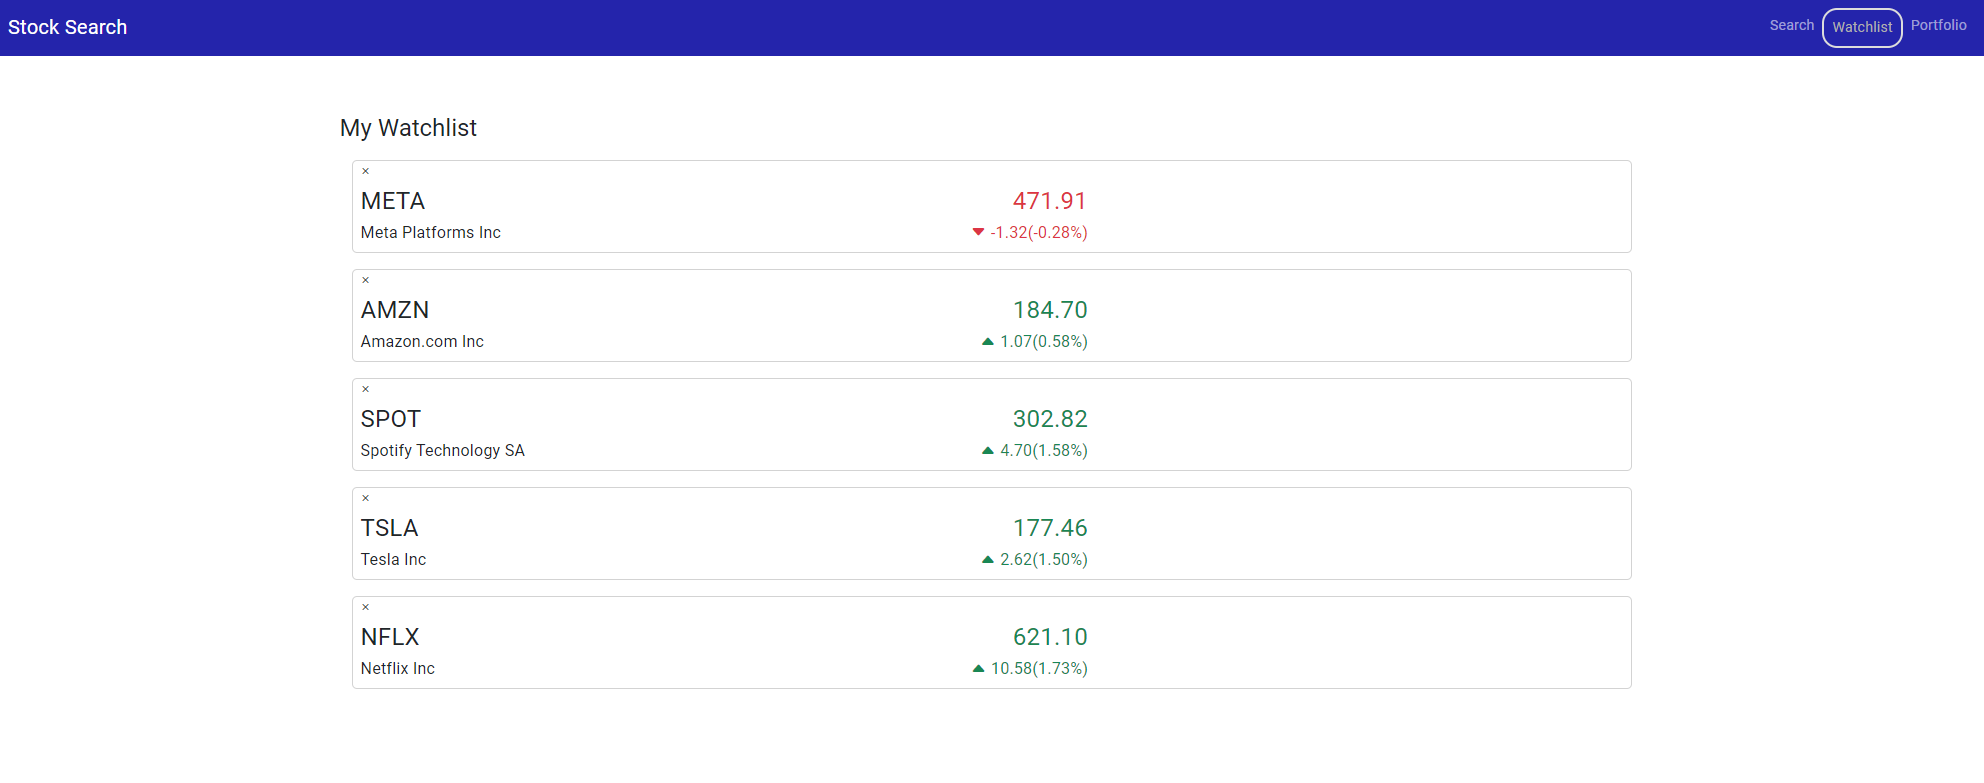 Stock Search
Search Watchlist Portfolio
My Watchlist
×
META 471.91
Meta Platforms Inc -1.32(-0.28%)
×
AMZN 184.70
Amazon.com Inc 1.07(0.58%)
×
SPOT 302.82
Spotify Technology SA 4.70(1.58%)
×
TSLA 177.46
Tesla Inc 2.62(1.50%)
×
NFLX 621.10
Netflix Inc 10.58(1.73%)